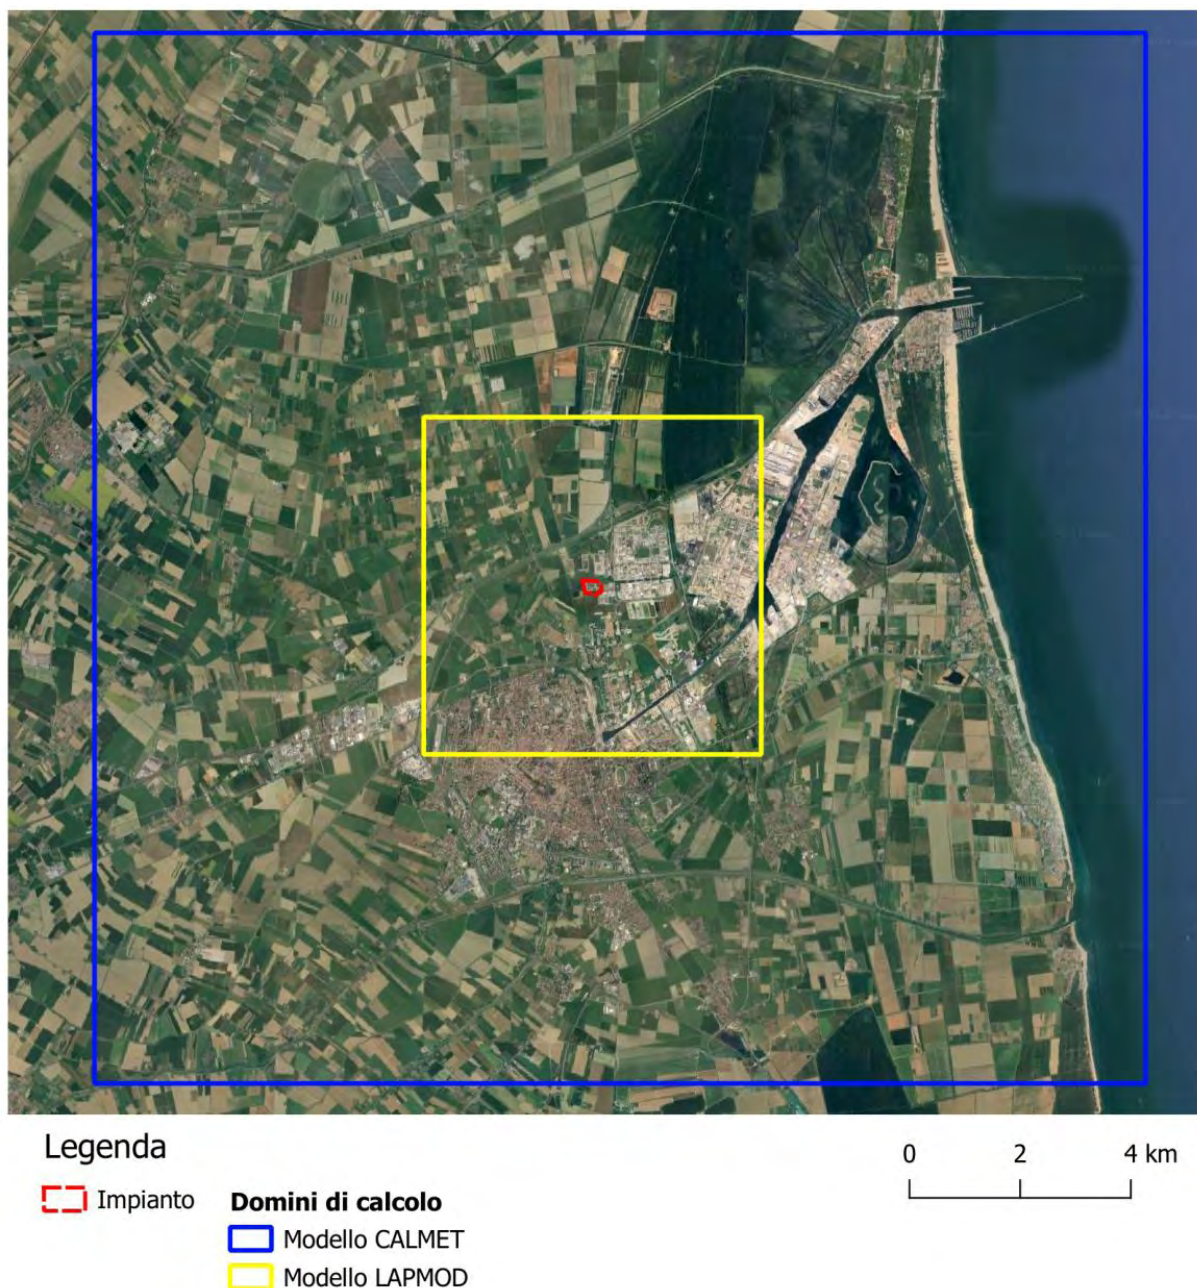 Legenda
0 2 4 km
Impianto
Domini di calcolo
Modello CALMET
Modello LAPMOD